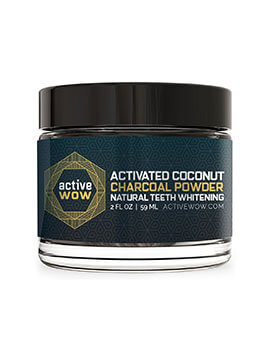 active
WOW
ACTIVATED COCONUT
CHARCOAL POWDER
NATURAL TEETH WHITENING
2 FL OZ | 59 ML ACTIVEWOW.COM